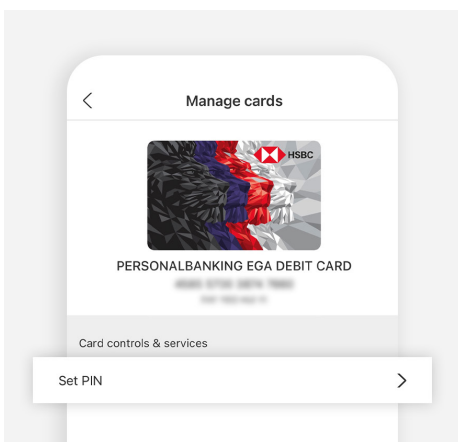 Manage cards
HSBC
PERSONALBANKING EGA DEBIT CARD
Card controls & services
Set PIN